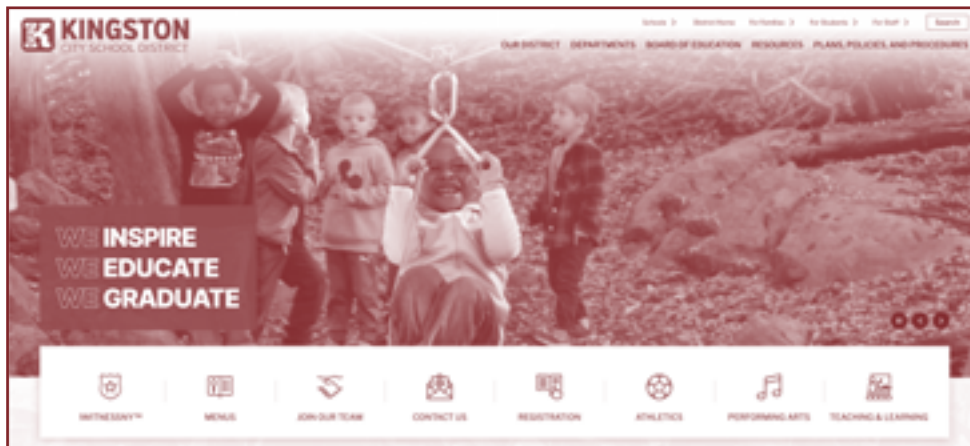 KINGSTON
CITY SCHOOL DISTRICT
Schools District Home For Families For Students For Staff Search
OUR DISTRICT DEPARTMENTS BOARD OF EDUCATION RESOURCES PLANS, POLICIES, AND PROCEDURES
WE INSPIRE
WE EDUCATE
WE GRADUATE
MENUS JOIN OUR TEAM CONTACT US REGISTRATION ATHLETICS PERFORMING ARTS TEACHING & LEARNING